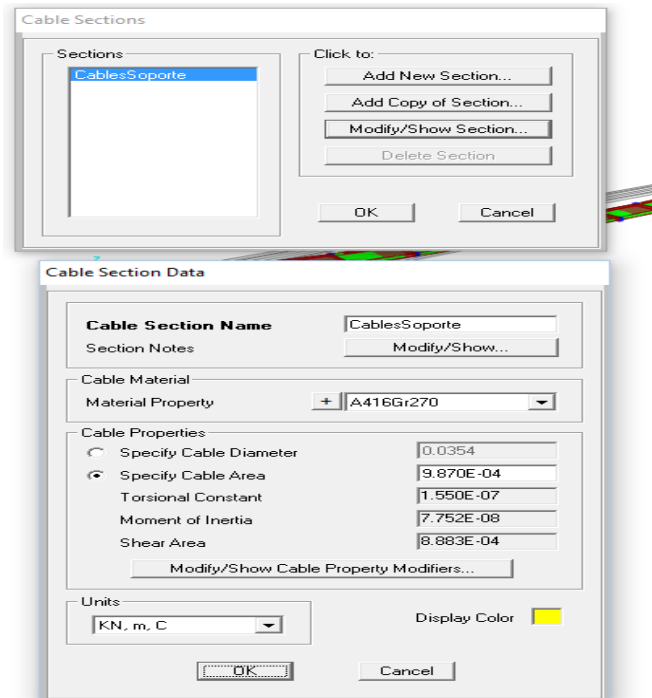 Cable Sections
Sections
Click to:
CablesSoporte
Add New Section...
Add Copy of Section...
Modify/Show Section...
Delete Section
OK
Cancel
Cable Section Data
Cable Section Name
CablesSoporte
Section Notes
Modify/Show...
Cable Material
Material Property
+
A416Gr270
Cable Properties
Specify Cable Diameter
0.0354
Specify Cable Area
9.870E-04
Torsional Constant
1.550E-07
Moment of Inertia
7.752E-08
Shear Area
8.883E-04
Modify/Show Cable Property Modifiers...
Units
KN, m, C
Display Color
OK
Cancel